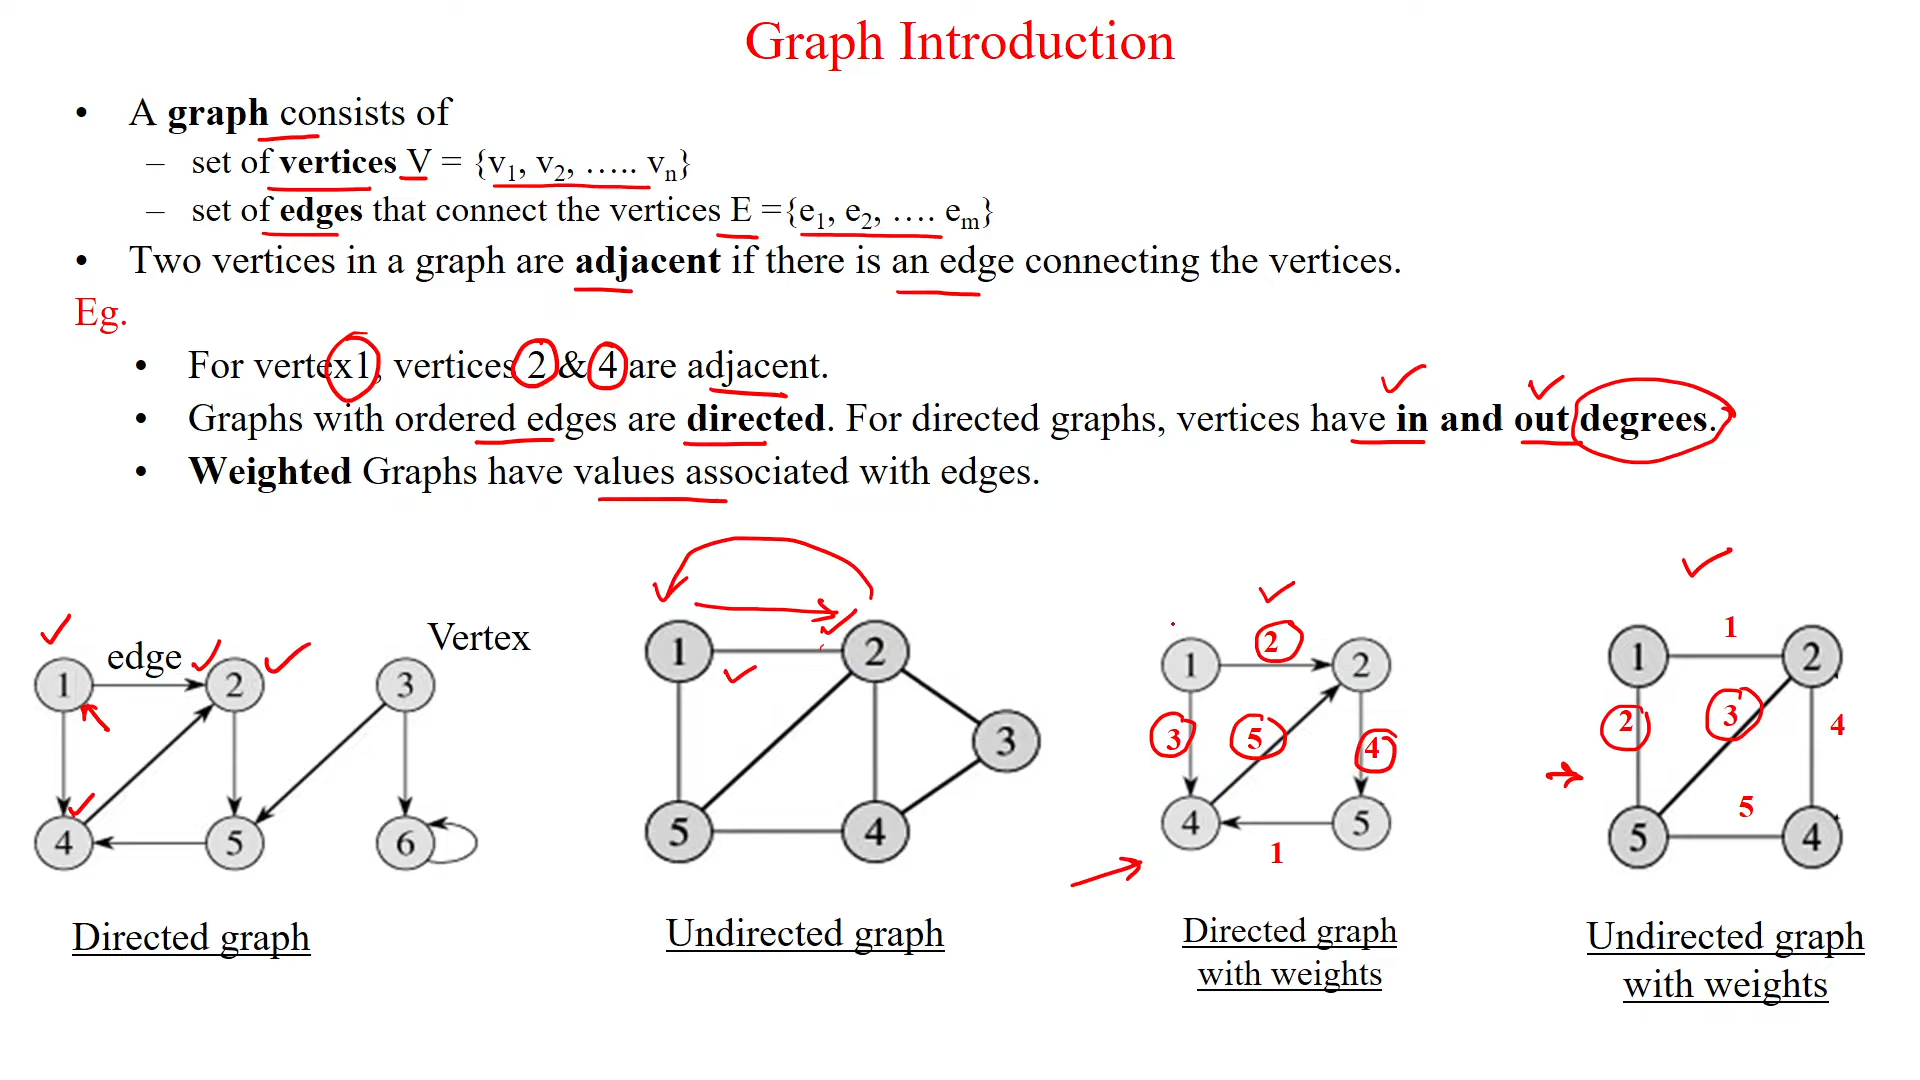 Graph Introduction
• A graph consists of
– set of vertices V = {v1, v2, ….. vn}
– set of edges that connect the vertices E ={e1, e2, …. em}
• Two vertices in a graph are adjacent if there is an edge connecting the vertices.
Eg.
• For vertex1, vertices 2 & 4 are adjacent.
• Graphs with ordered edges are directed. For directed graphs, vertices have in and out degrees.
• Weighted Graphs have values associated with edges.
edge
Vertex
1 2 3
4 5 6
Directed graph
1 2
3
5 4
Undirected graph
2
1 2
3 5 4
4 5
1
Directed graph
with weights
1
1 2
2 3 4
5
5 4
Undirected graph
with weights